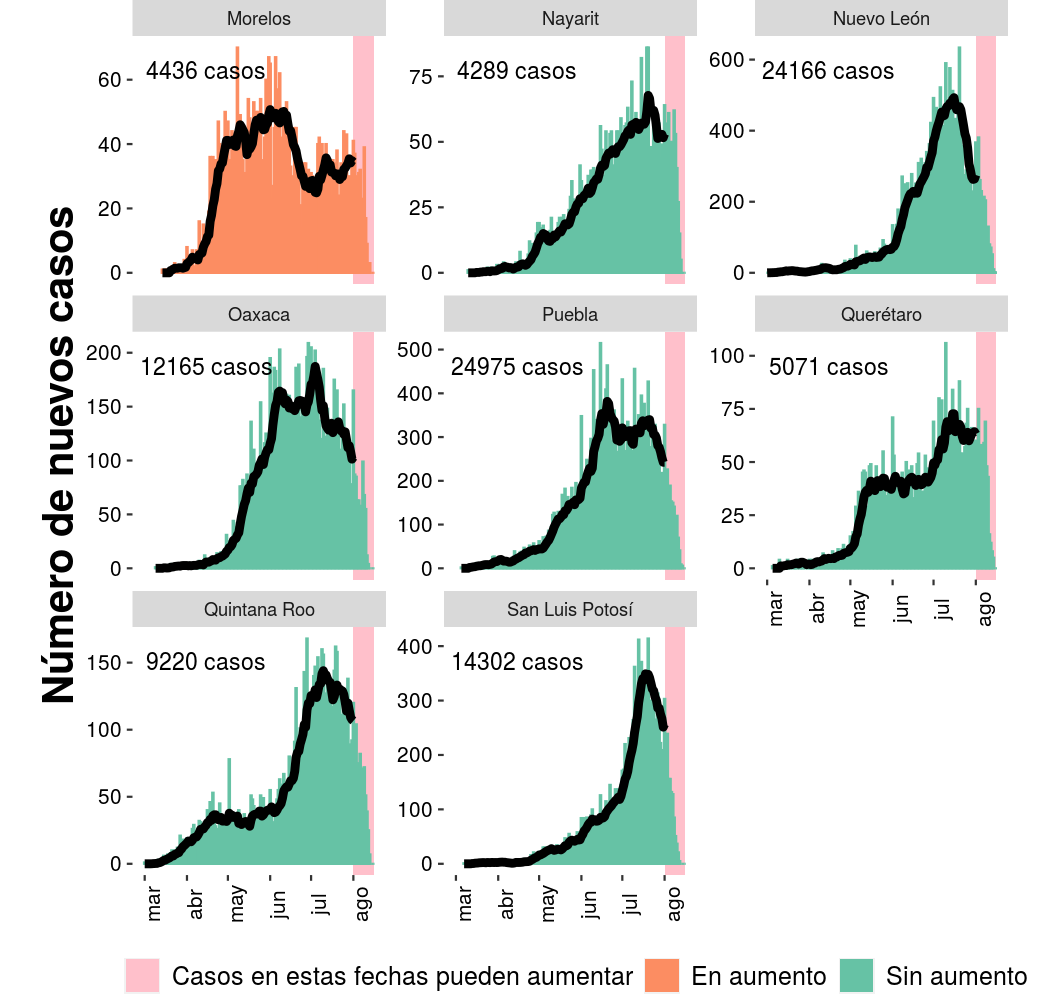 Número de nuevos casos
Morelos
4436 casos
60
40
20
0
Nayarit
4289 casos
75
50
25
0
Nuevo León
24166 casos
600
400
200
0
Oaxaca
12165 casos
200
150
100
50
0
Puebla
24975 casos
500
400
300
200
100
0
Querétaro
5071 casos
100
75
50
25
0
mar
abr
may
jun
jul
ago
Quintana Roo
9220 casos
150
100
50
0
mar
abr
may
jun
jul
ago
San Luis Potosí
14302 casos
400
300
200
100
0
mar
abr
may
jun
jul
ago
Casos en estas fechas pueden aumentar
En aumento
Sin aumento